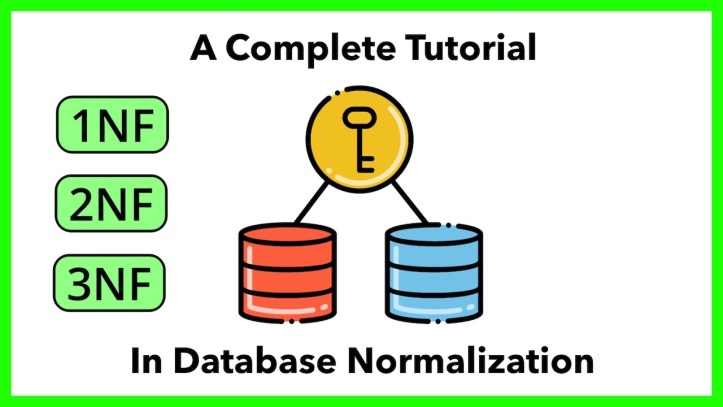 A Complete Tutorial
1NF
2NF
3NF
In Database Normalization